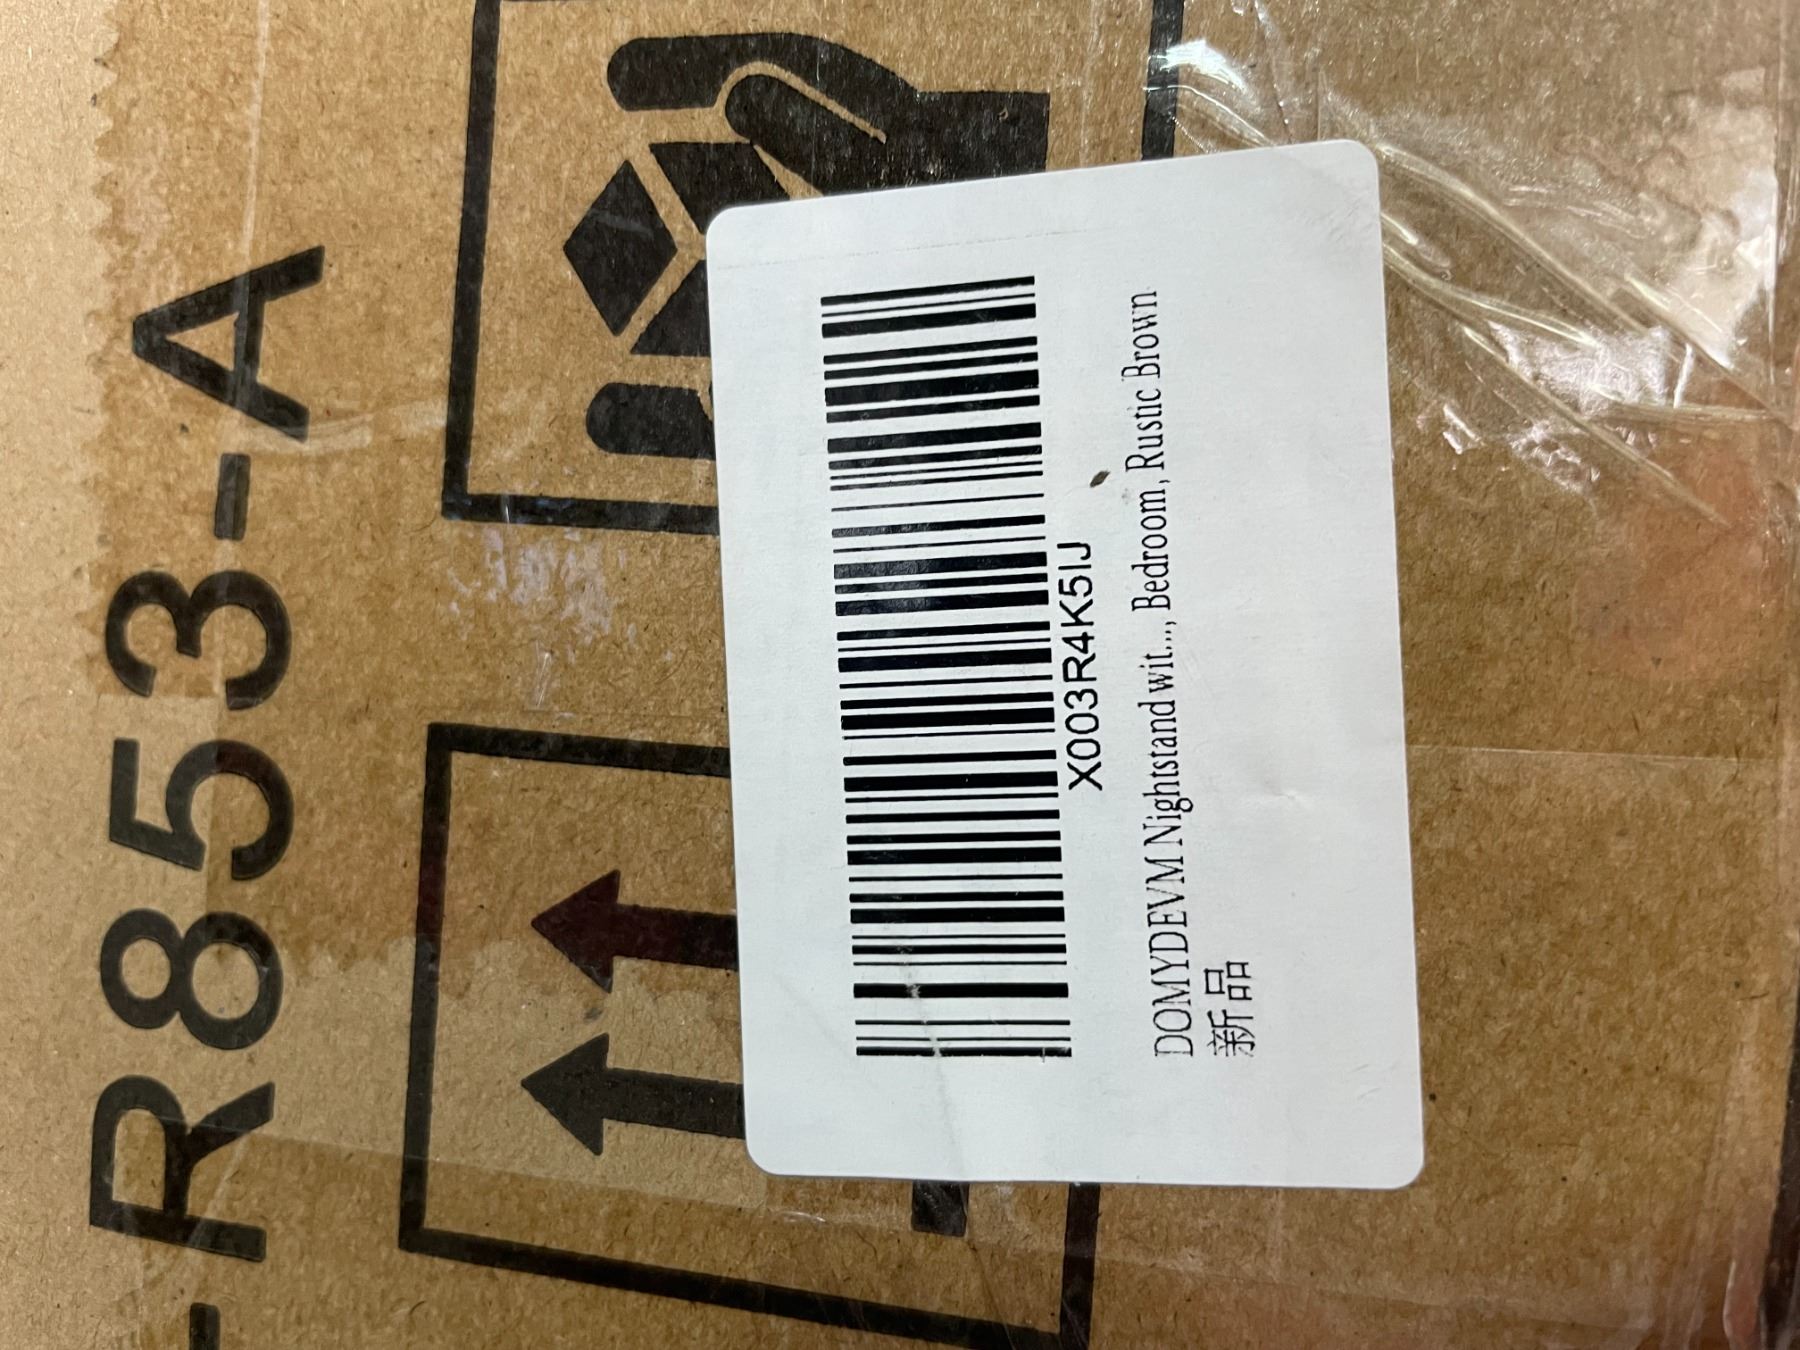 -R853-A
X003R4K5IJ
DOMYDEVM Nightstand wit..., Bedroom, Rustic Brown
新品